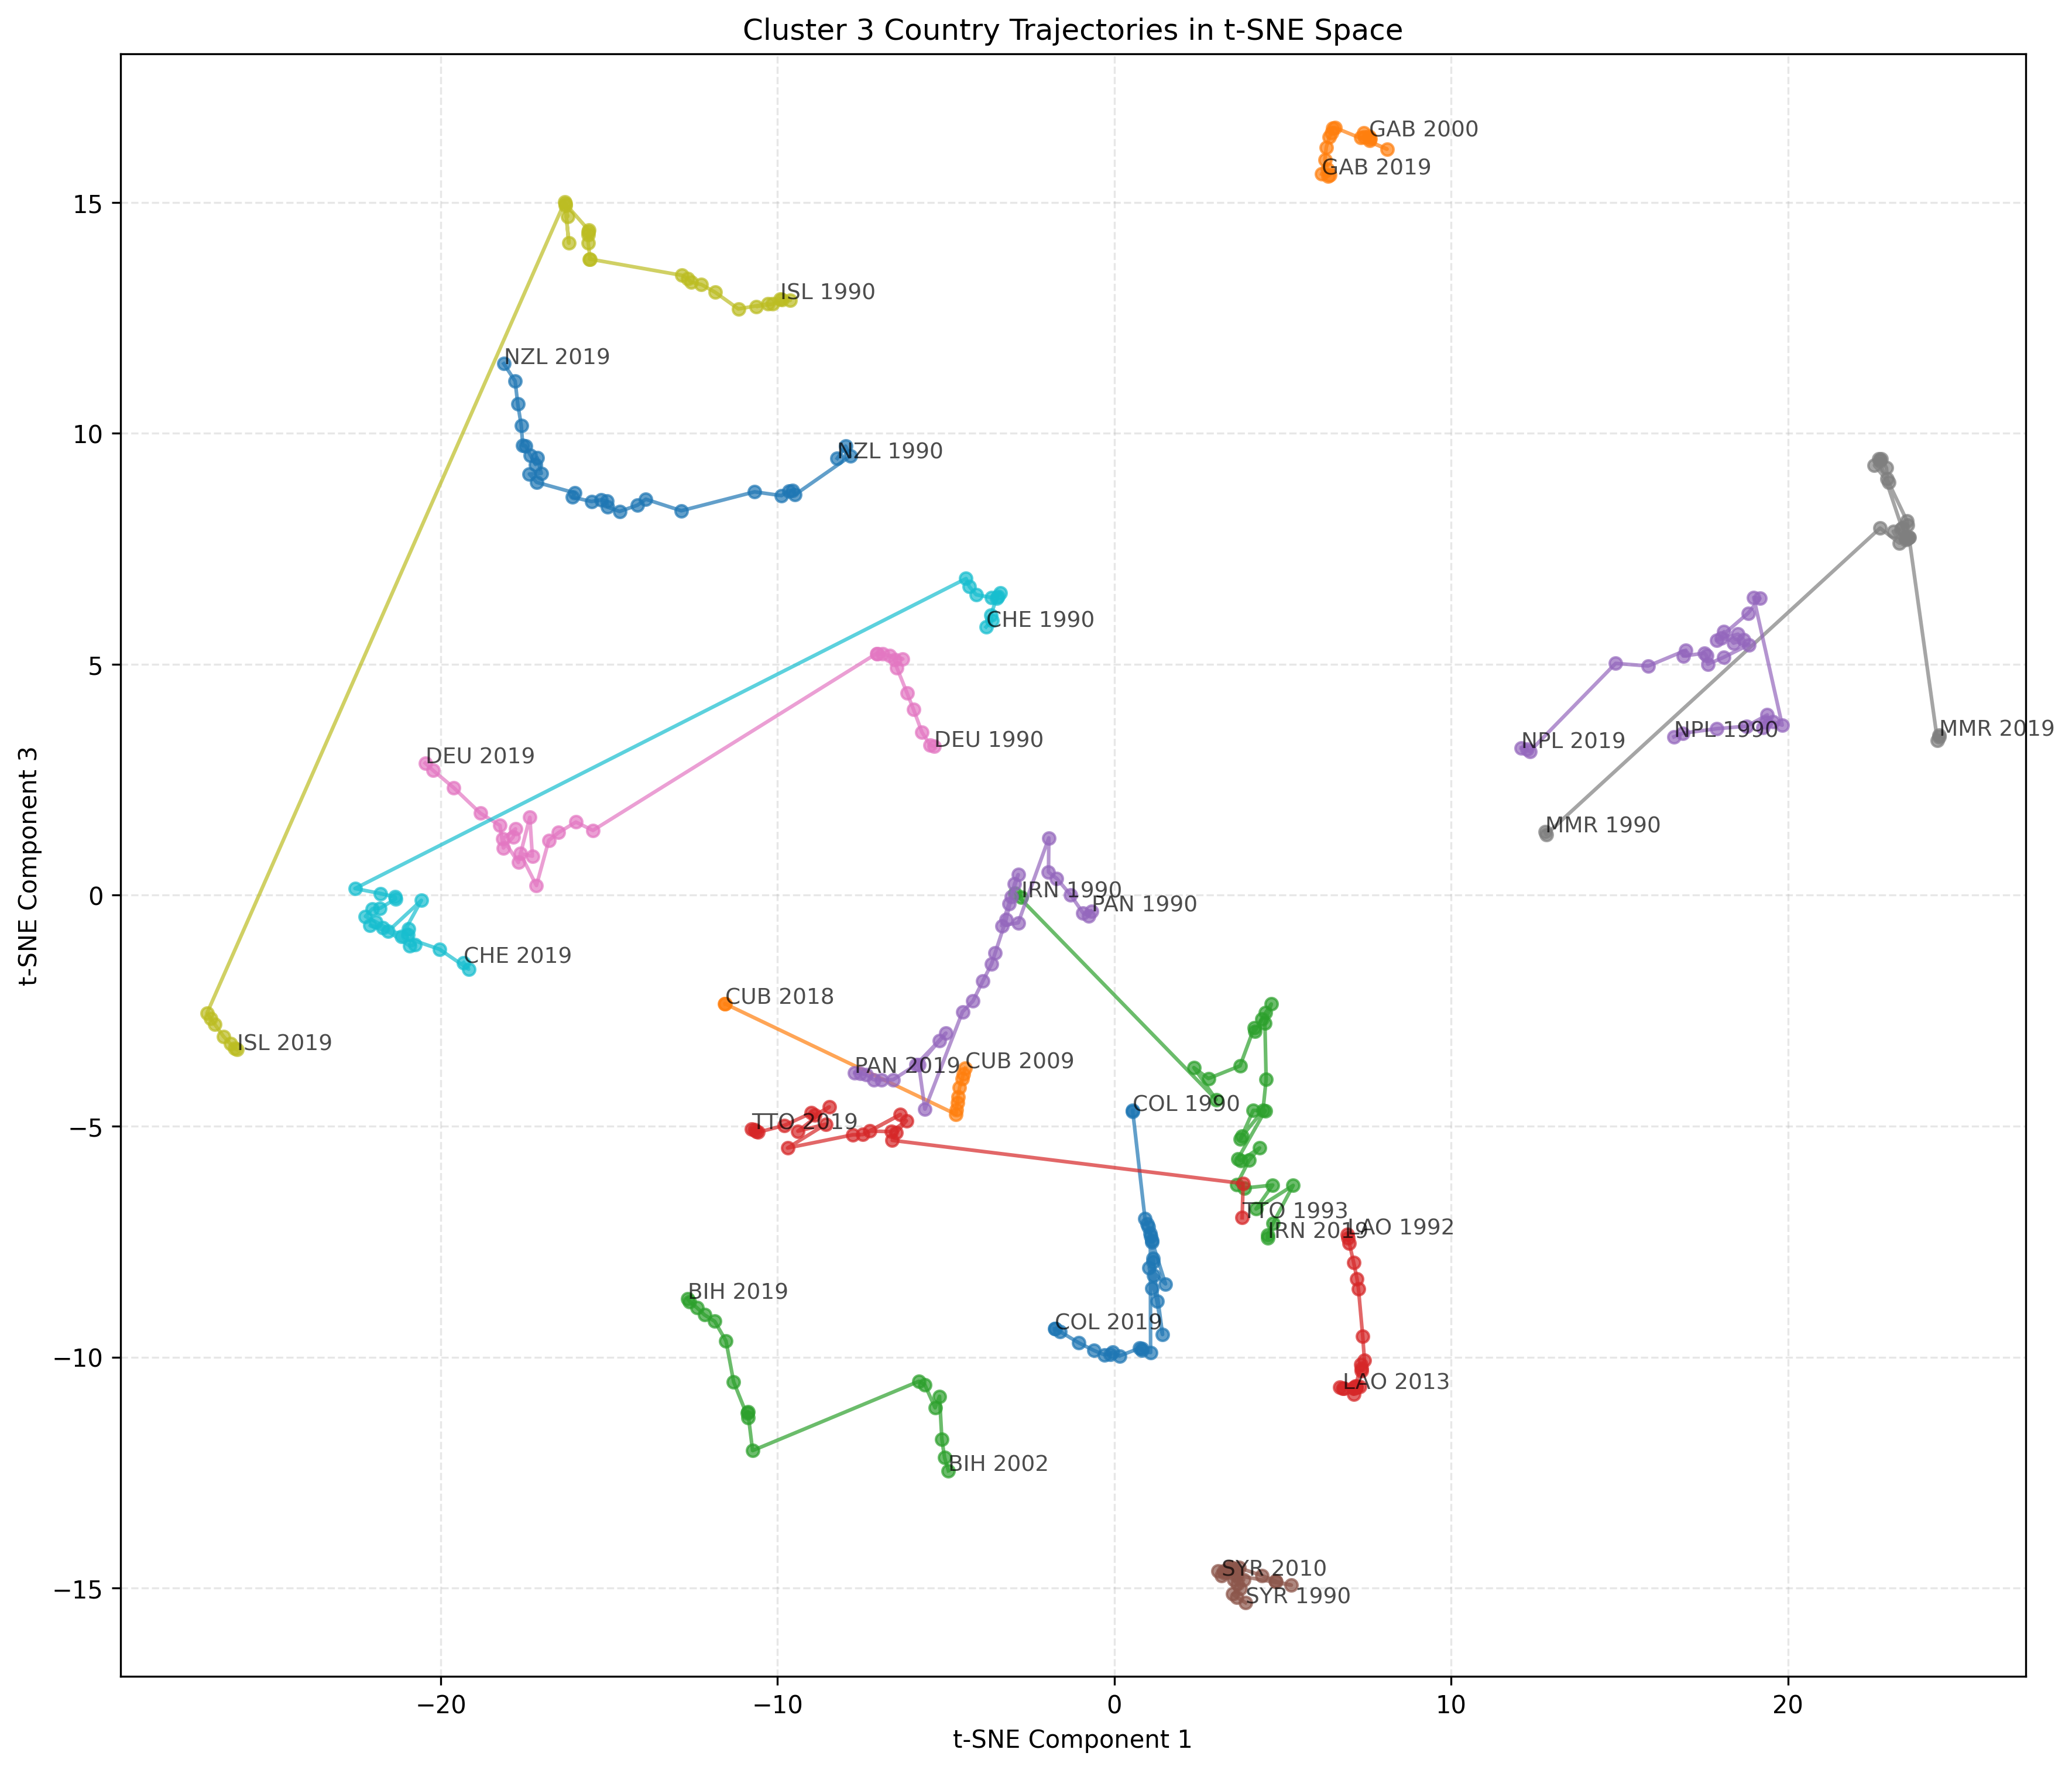 Cluster 3 Country Trajectories in t-SNE Space
GAB 2000
GAB 2019
15
ISL 1990
NZL 2019
NZL 1990
10
CHE 1990
5
DEU 1990
DEU 2019
NPL 1990
NPL 2019
MMR 2019
MMR 1990
t-SNE Component 3
0
IRN 1990
PAN 1990
CHE 2019
CUB 2018
ISL 2019
PAN 2019
CUB 2009
COL 1990
−5
TTO 2019
TTO 1993
IRN 2019
LAO 1992
BIH 2019
COL 2019
−10
LAO 2013
BIH 2002
SYR 2010
−15
SYR 1990
−20
−10
0
10
20
t-SNE Component 1